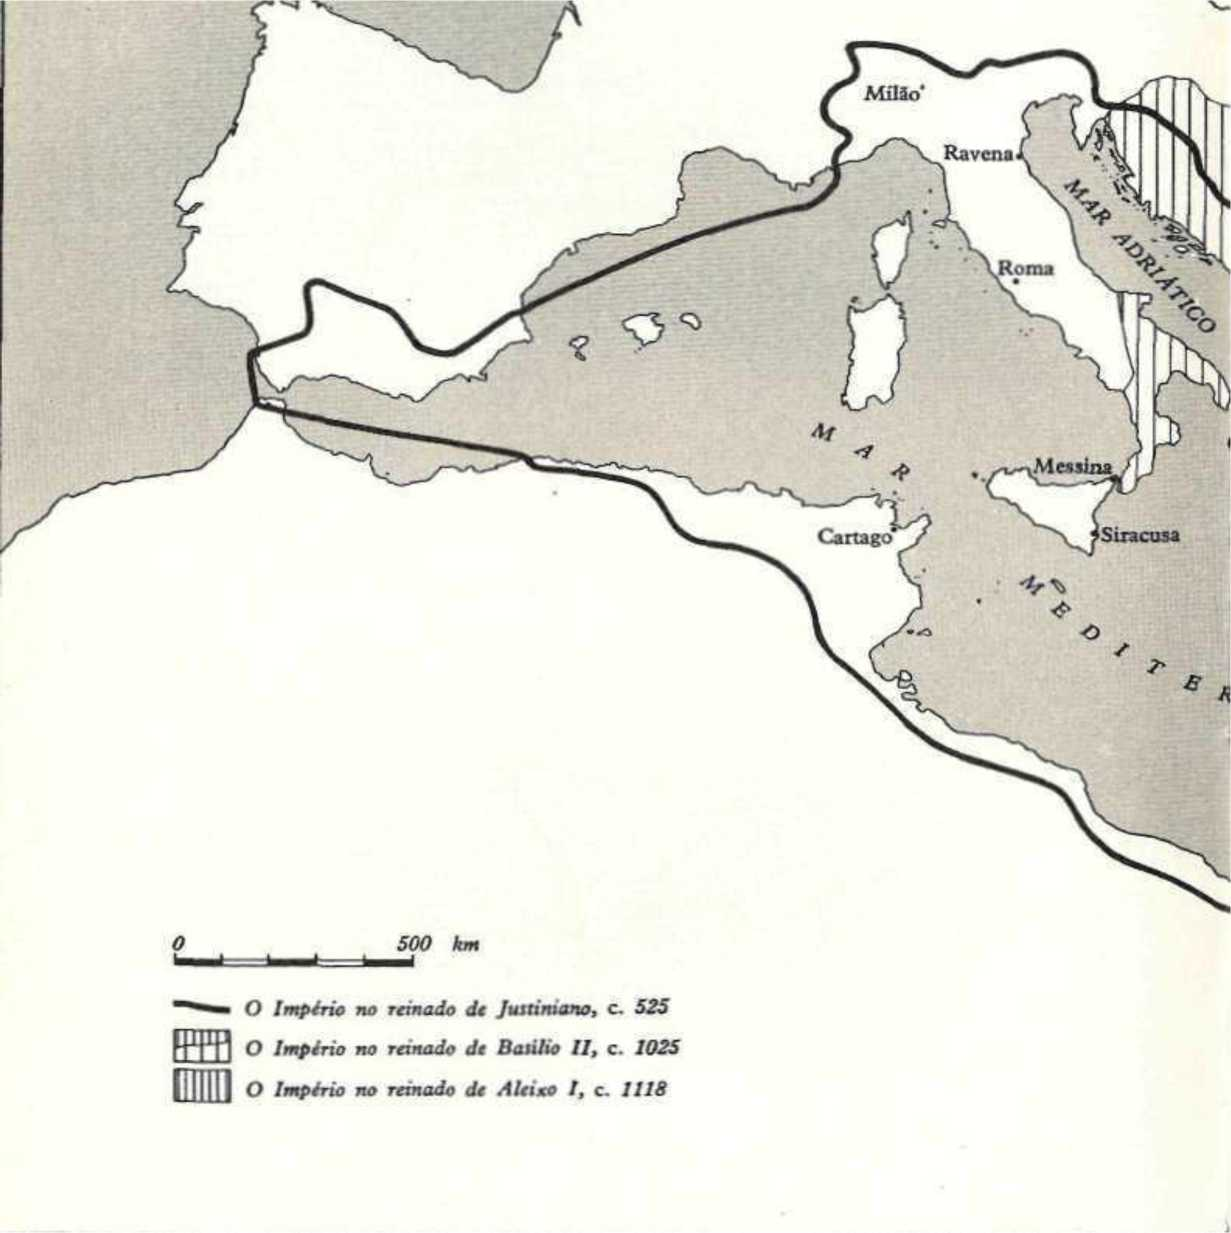 Milão
Ravena
MAR ADRIÁTICO
Roma
MAR
Messina
Cartago
Siracusa
MEDITER
0 500 km
O Império no reinado de Justiniano, c. 525
O Império no reinado de Basílio II, c. 1025
O Império no reinado de Aleixo I, c. 1118